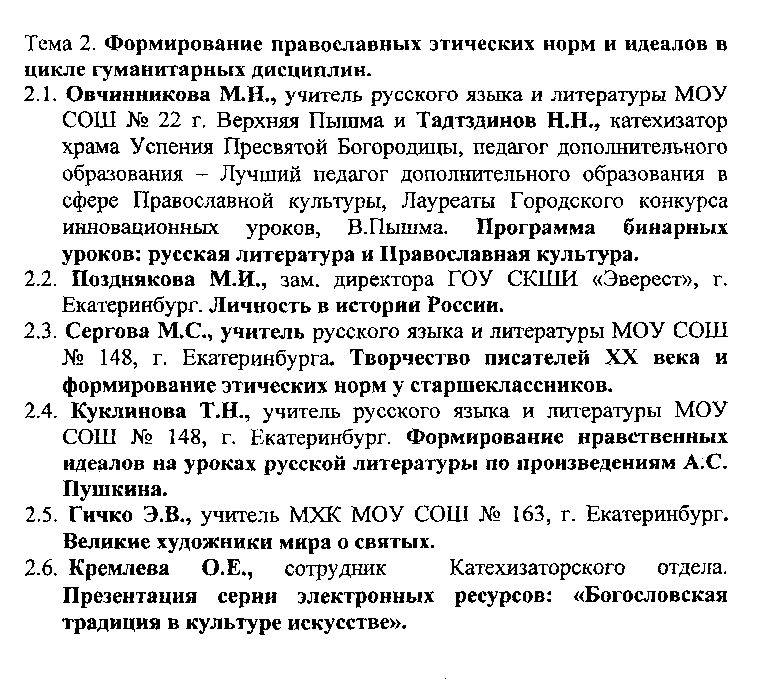 Тема 2. Формирование православных этических норм и идеалов в
цикле гуманитарных дисциплин.
2.1. Овчинникова М.Н., учитель русского языка и литературы МОУ
СОШ № 22 г. Верхняя Пышма и Тадтздинов Н.Н., катехизатор
храма Успения Пресвятой Богородицы, педагог дополнительного
образования – Лучший педагог дополнительного образования в
сфере Православной культуры, Лауреаты Городского конкурса
инновационных уроков, В.Пышма. Программа бинарных
уроков: русская литература и Православная культура.
2.2. Позднякова М.И., зам. директора ГОУ СКШИ «Эверест», г.
Екатеринбург. Личность в истории России.
2.3. Сергова М.С., учитель русского языка и литературы МОУ СОШ
№ 148, г. Екатеринбурга. Творчество писателей XX века и
формирование этических норм у старшеклассников.
2.4. Куклинова Т.Н., учитель русского языка и литературы МОУ
СОШ № 148, г. Екатеринбург. Формирование нравственных
идеалов на уроках русской литературы по произведениям А.С.
Пушкина.
2.5. Гичко Э.В., учитель МХК МОУ СОШ № 163, г. Екатеринбург.
Великие художники мира о святых.
2.6. Кремлева О.Е., сотрудник Катехизаторского отдела.
Презентация серии электронных ресурсов: «Богословская
традиция в культуре искусстве».